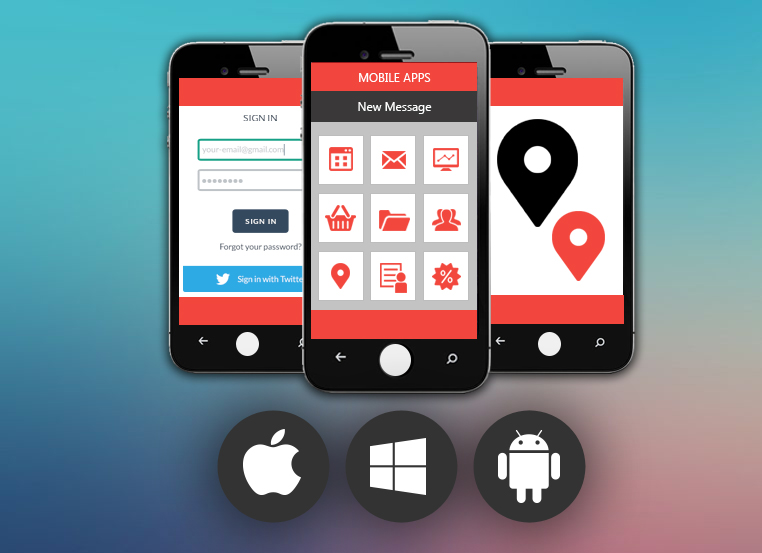 SIGN IN
your-email@gmail.com
SIGN IN
Forgot your password?
Sign in with Twitte
MOBILE APPS
New Message